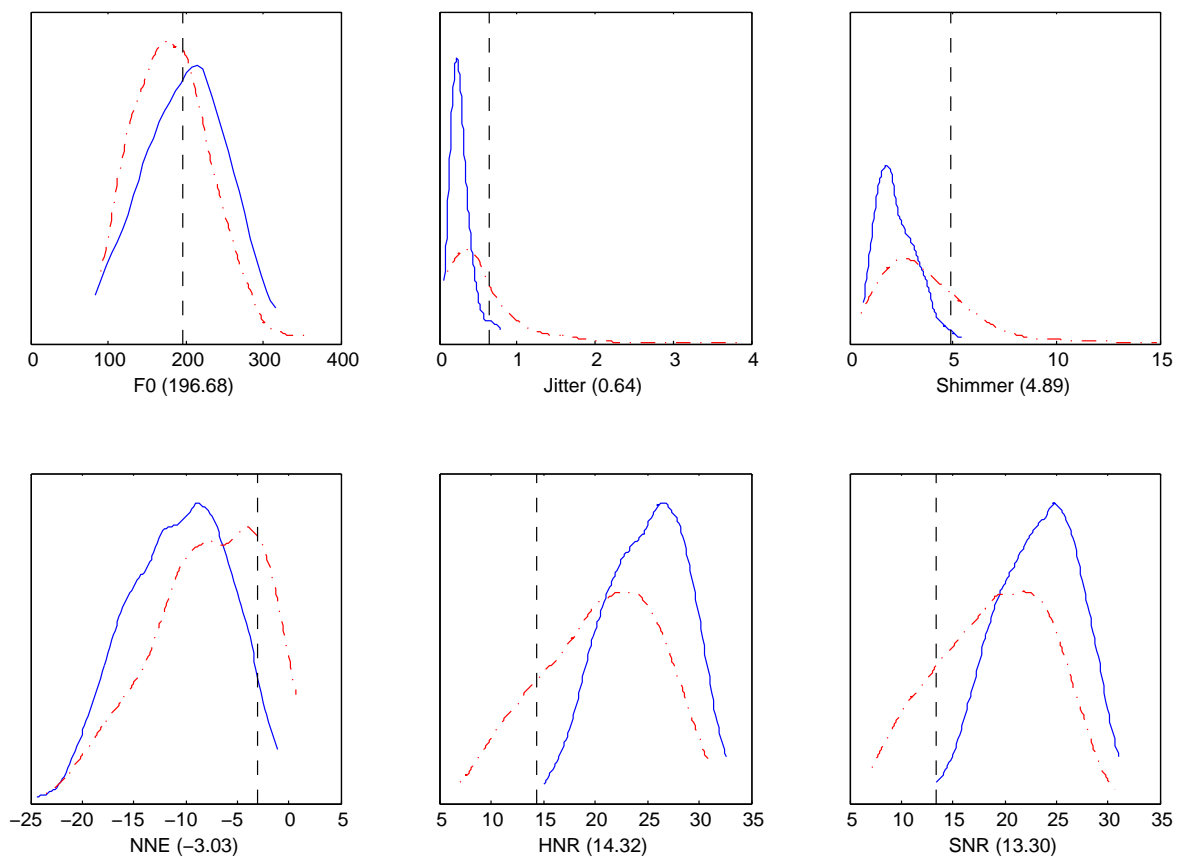 0 100 200 300 400
F0 (196.68)
0 1 2 3 4
Jitter (0.64)
0 5 10 15
Shimmer (4.89)
−25 −20 −15 −10 −5 0 5
NNE (−3.03)
5 10 15 20 25 30 35
HNR (14.32)
5 10 15 20 25 30 35
SNR (13.30)